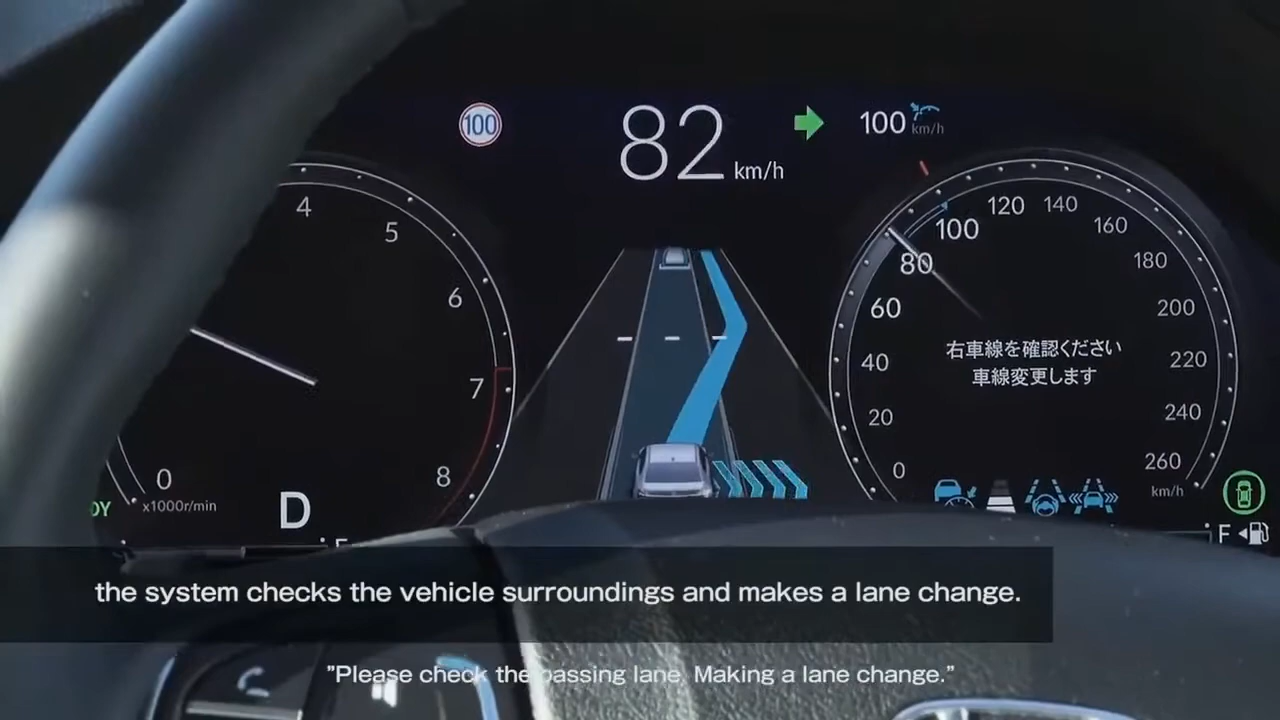 100
82 km/h
100 km/h
4
5
6
7
8
0
x1000r/min
D
0
20
40
60
80
100
120
140
160
180
200
220
240
260
km/h
右車線を確認ください
車線変更します
F
the system checks the vehicle surroundings and makes a lane change.
"Please check the passing lane. Making a lane change."